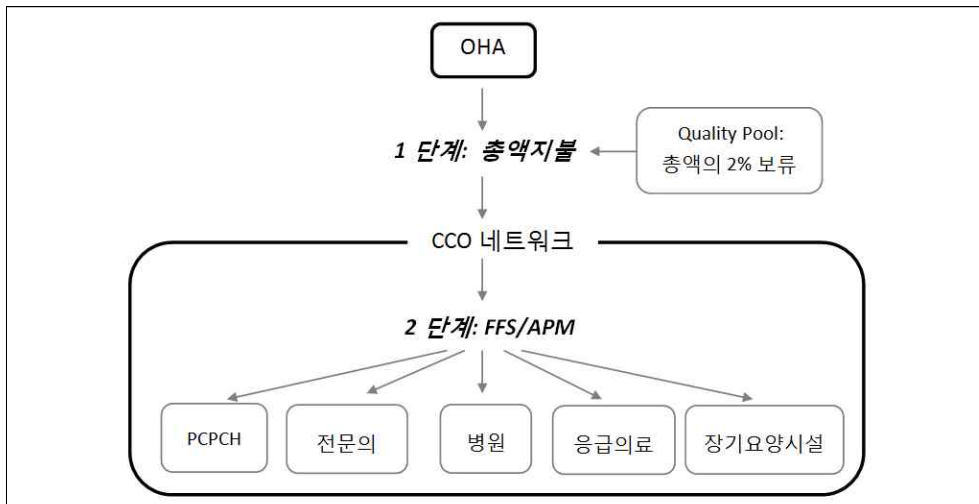 OHA
1 단계: 총액지불
Quality Pool:
총액의 2% 보류
CCO 네트워크
2 단계: FFS/APM
PCPCH
전문의
병원
응급의료
장기요양시설